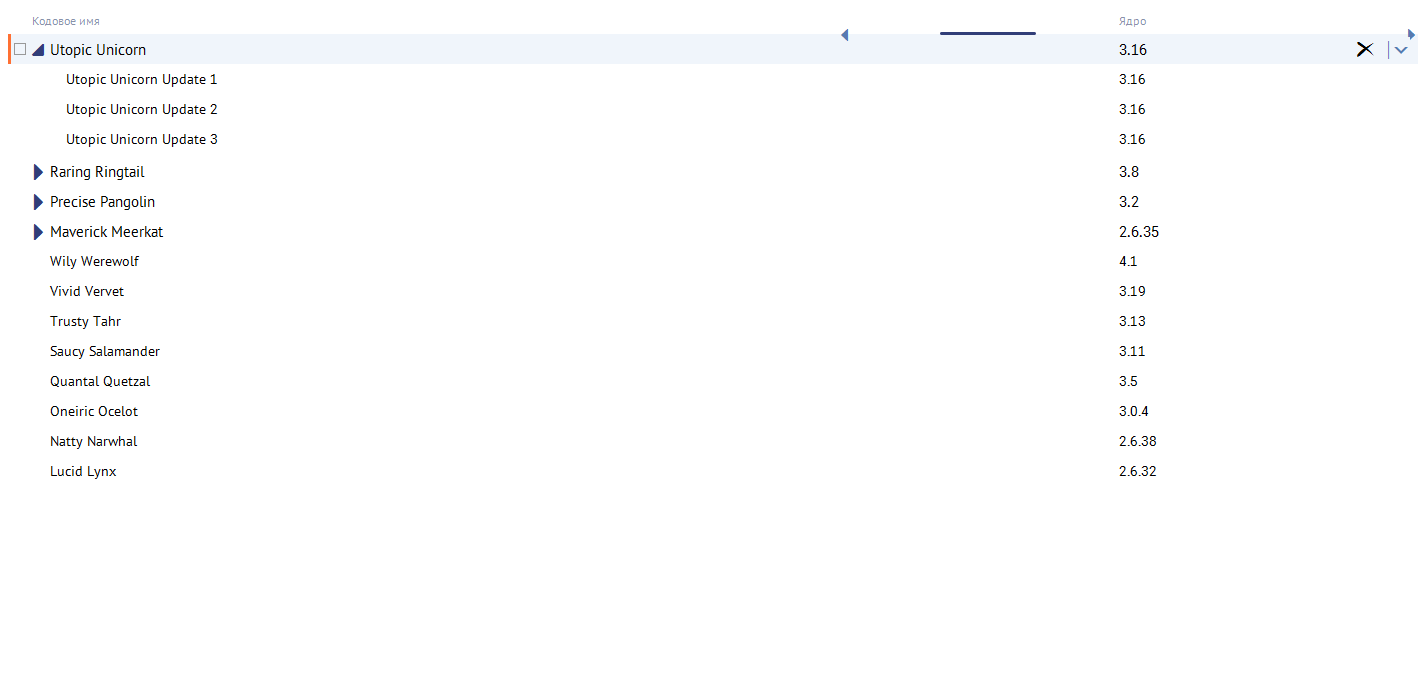 Кодовое имя Ядро
Utopic Unicorn 3.16
Utopic Unicorn Update 1 3.16
Utopic Unicorn Update 2 3.16
Utopic Unicorn Update 3 3.16
Raring Ringtail 3.8
Precise Pangolin 3.2
Maverick Meerkat 2.6.35
Wily Werewolf 4.1
Vivid Vervet 3.19
Trusty Tahr 3.13
Saucy Salamander 3.11
Quantal Quetzal 3.5
Oneiric Ocelot 3.0.4
Natty Narwhal 2.6.38
Lucid Lynx 2.6.32